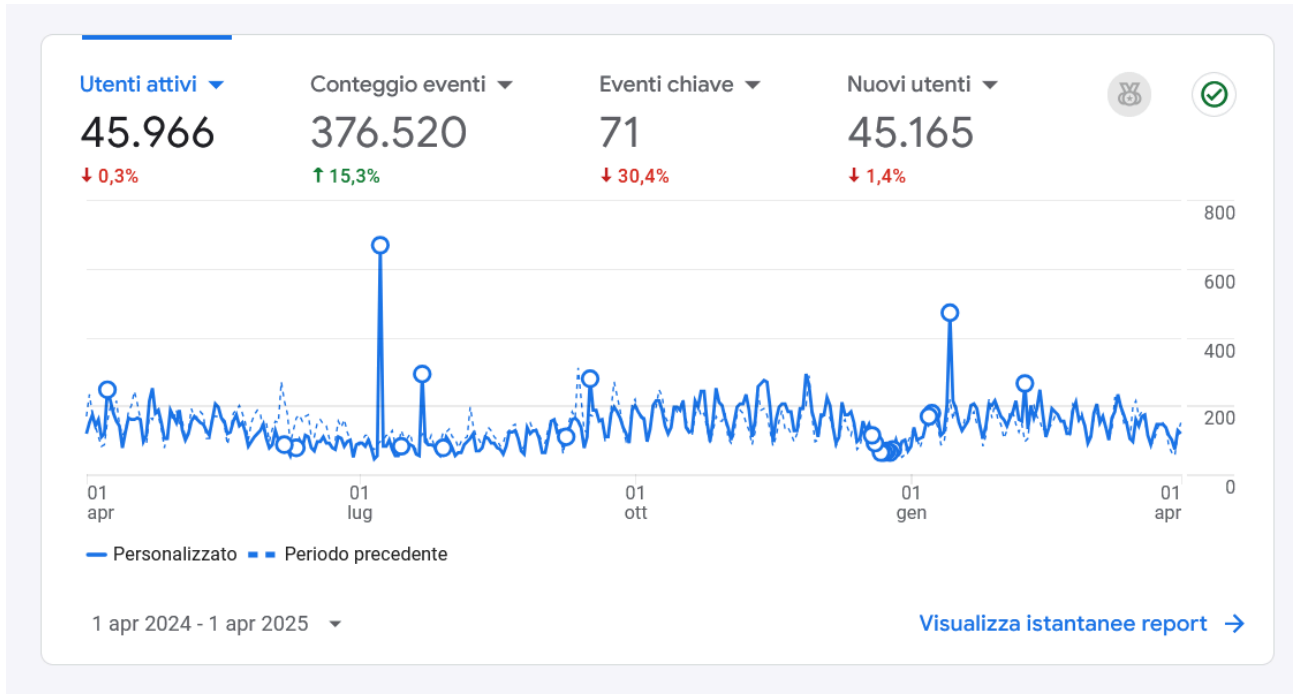 Utenti attivi Conteggio eventi Eventi chiave Nuovi utenti
45.966 376.520 71 45.165
↓ 0,3% ↑ 15,3% ↓ 30,4% ↓ 1,4%
800
600
400
200
0
01 01 01 01 01
apr lug ott gen apr
Personalizzato Periodo precedente
1 apr 2024 - 1 apr 2025 Visualizza istantanee report →